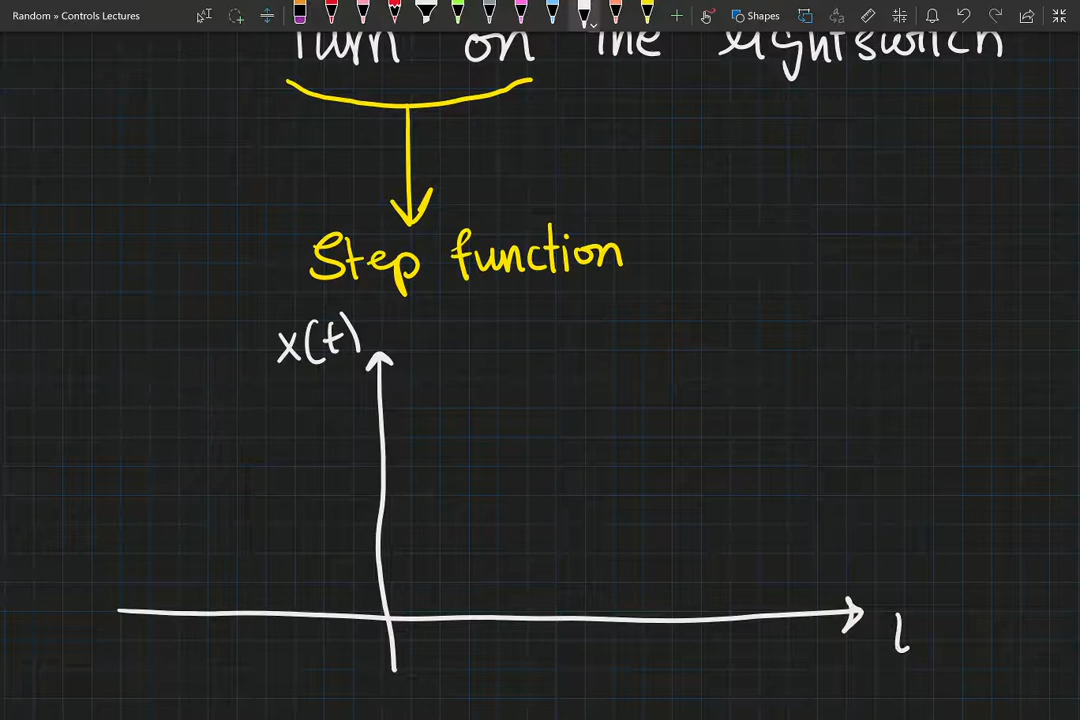 Random » Controls Lectures
Shapes
Turn on the lightswitch
Step function
x(t)